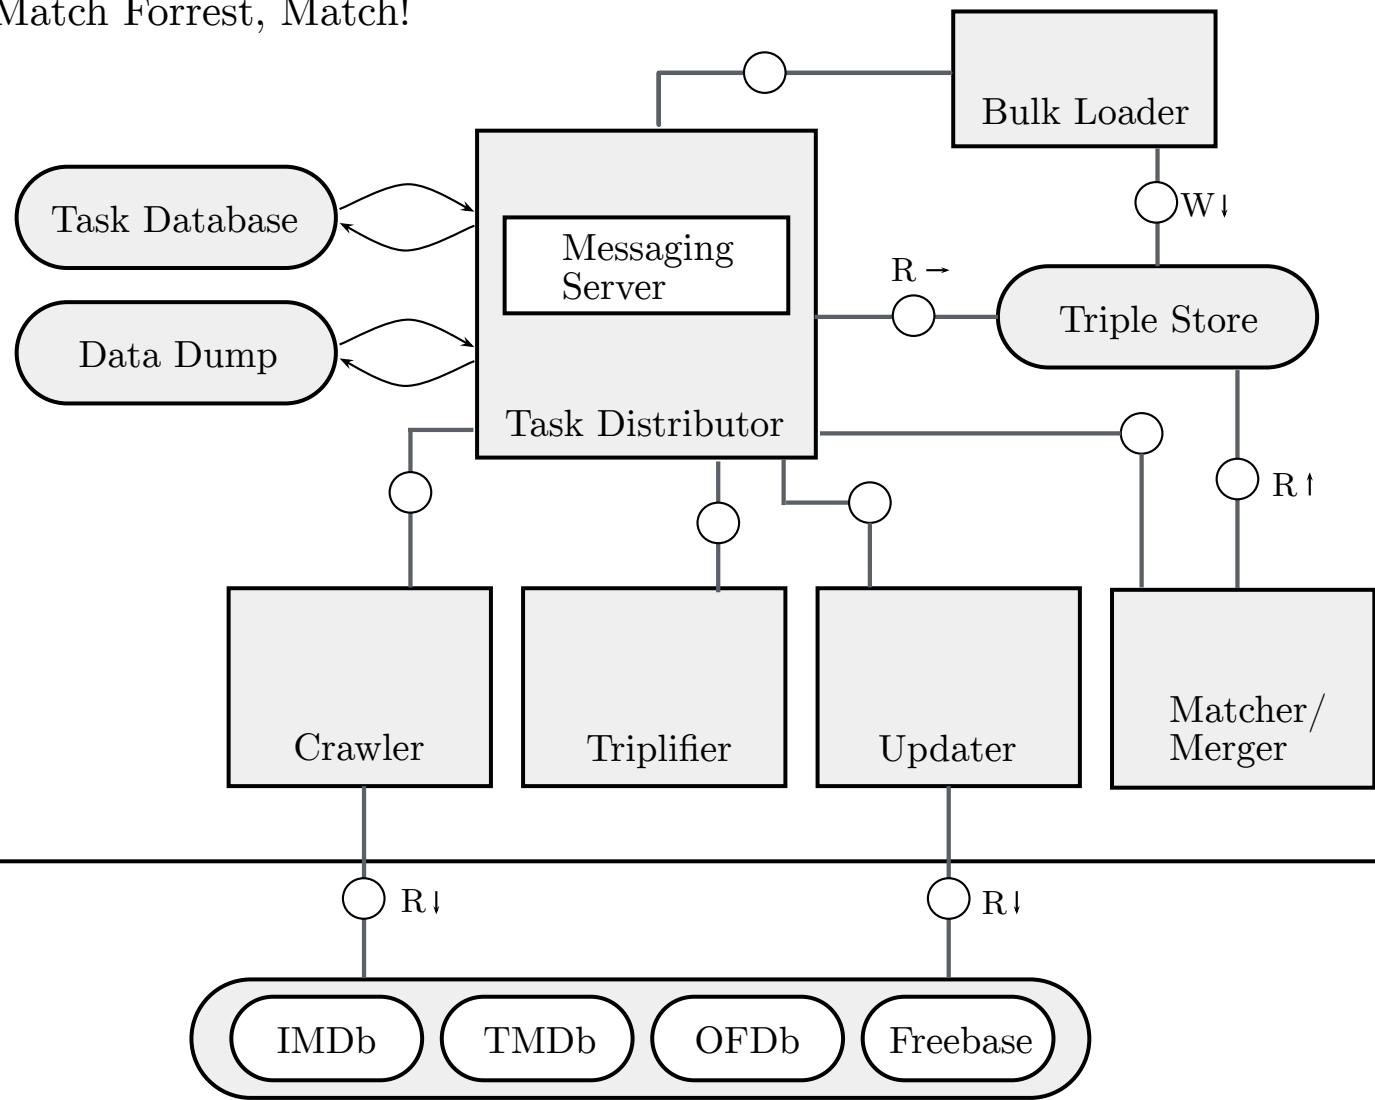 Match Forrest, Match!
Bulk Loader
W↓
Task Database
Messaging
Server
R →
Triple Store
Data Dump
Task Distributor
R↑
Crawler
Triplifier
Updater
Matcher/
Merger
R↓
R↓
IMDb
TMDb
OFDb
Freebase